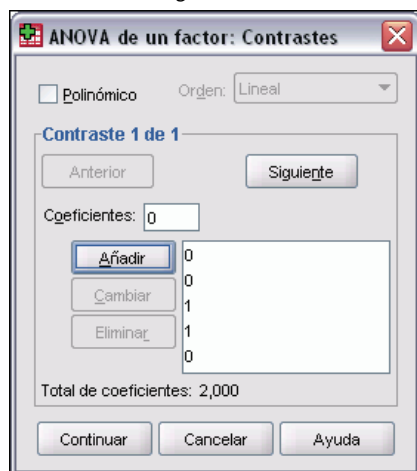 ANOVA de un factor: Contrastes
Polinómico Orden: Lineal
Contraste 1 de 1
Anterior Siguiente
Coeficientes: 0
Añadir
Cambiar
Eliminar
0
0
1
1
0
Total de coeficientes: 2,000
Continuar Cancelar Ayuda